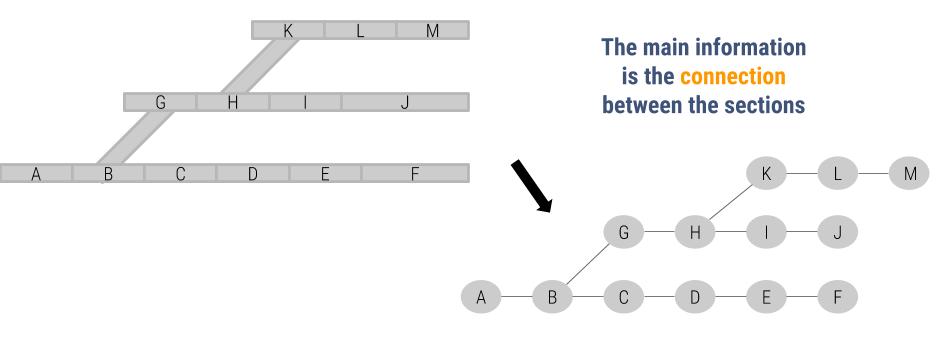 K L M
The main information
is the connection
between the sections
G H I J
A B C D E F
K L M
G H I J
A B C D E F